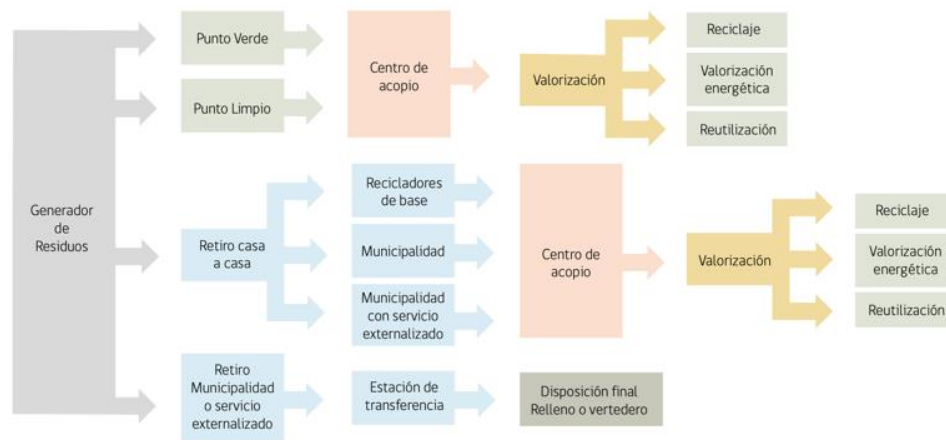 Generador
de
Residuos
Punto Verde
Punto Limpio
Centro de
acopio
Valorización
Reciclaje
Valorización
energética
Reutilización
Retiro casa
a casa
Recicladores
de base
Municipalidad
Municipalidad
con servicio
externalizado
Centro de
acopio
Valorización
Reciclaje
Valorización
energética
Reutilización
Retiro
Municipalidad
o servicio
externalizado
Estación de
transferencia
Disposición final
Relleno o vertedero